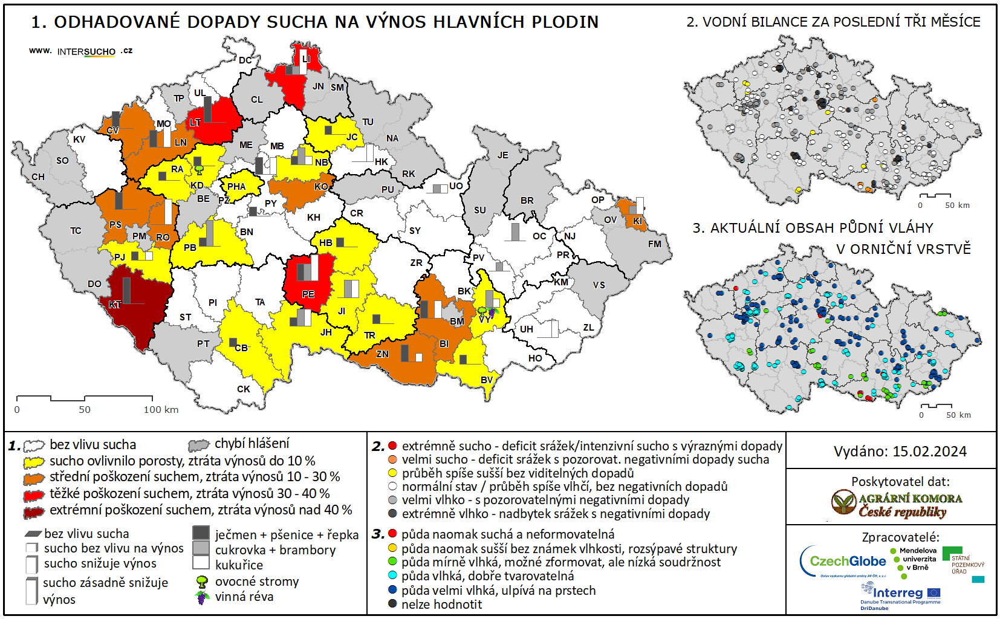 1. ODHADOVANÉ DOPADY SUCHA NA VÝNOS HLAVNÍCH PLODIN
www. INTERSUCHO .cz
DC
LI
JN
SM
UL
TP
CL
CV
MO
LT
LN
TU
JC
NA
KV
ME
MB
SO
CH
RA
KD
NB
HK
RK
JE
PHA
KO
BE
PZ
PY
PU
UO
SU
BR
OP
OV
KI
TC
PS
PM
RO
BN
KH
CR
SY
OC
NJ
FM
PJ
PB
HB
ZR
PV
PR
DO
KT
PI
TA
PE
JI
BK
KM
VS
ST
BM
VY
UH
ZL
PT
CB
JH
TR
BI
ZN
HO
BV
CK
0 50 100 km
2. VODNÍ BILANCE ZA POSLEDNÍ TŘI MĚSÍCE
0 50 km
3. AKTUÁLNÍ OBSAH PŮDNÍ VLÁHY
V ORNIČNÍ VRSTVĚ
0 50 km
1.
bez vlivu sucha
chybí hlášení
sucho ovlivnilo porosty, ztráta výnosů do 10 %
střední poškození suchem, ztráta výnosů 10 - 30 %
těžké poškození suchem, ztráta výnosů 30 - 40 %
extrémní poškození suchem, ztráta výnosů nad 40 %
bez vlivu sucha
sucho bez vlivu na výnos
sucho snižuje výnos
sucho zásadně snižuje
výnos
ječmen + pšenice + řepka
cukrovka + brambory
kukuřice
ovocné stromy
vinná réva
2.
extrémně sucho - deficit srážek/intenzivní sucho s výraznými dopady
velmi sucho - deficit srážek s pozorovat. negativními dopady sucha
průběh spíše sušší bez viditelných dopadů
normální stav / průběh spíše vlhčí, bez negativních dopadů
velmi vlhko - s pozorovatelnými negativními dopady
extrémně vlhko - nadbytek srážek s negativními dopady
3.
půda naomak suchá a neformovatelná
půda naomak sušší bez známek vlhkosti, rozsýpavé struktury
půda mírně vlhká, možné zformovat, ale nízká soudržnost
půda vlhká, dobře tvarovatelná
půda velmi vlhká, ulpívá na prstech
nelze hodnotit
Vydáno: 15.02.2024
Poskytovatel dat:
AGRÁRNÍ KOMORA
České republiky
Zpracovatelé:
CzechGlobe
Ústav výzkumu globální změny AV ČR, v. v. i.
Mendelova
univerzita
v Brně
STÁTNÍ
POZEMKOVÝ
ÚŘAD
Interreg
Danube Transnational Programme
DriDanube